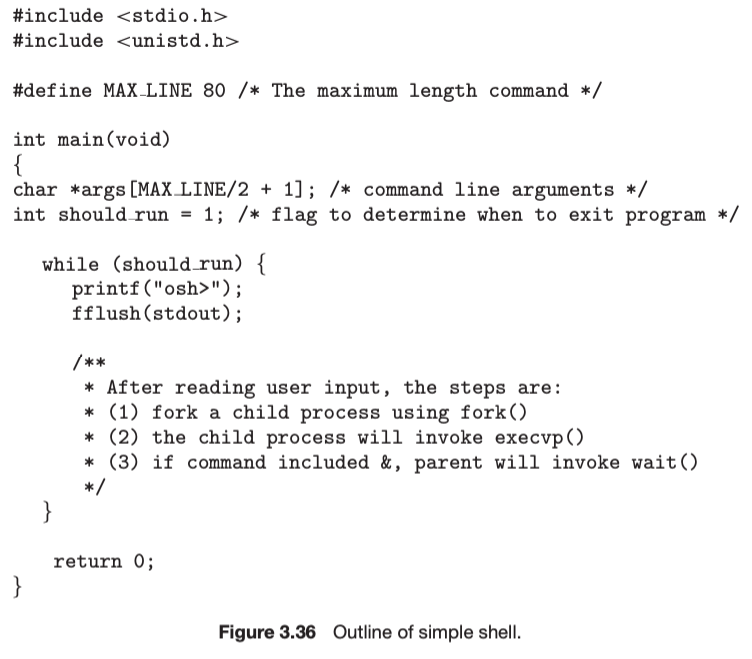 #include <stdio.h>
#include <unistd.h>
#define MAX_LINE 80 /* The maximum length command */
int main(void)
{
char *args[MAX_LINE/2 + 1]; /* command line arguments */
int should_run = 1; /* flag to determine when to exit program */
while (should_run) {
printf("osh>");
fflush(stdout);
/**
* After reading user input, the steps are:
* (1) fork a child process using fork()
* (2) the child process will invoke execvp()
* (3) if command included &, parent will invoke wait()
*/
}
return 0;
}
Figure 3.36 Outline of simple shell.